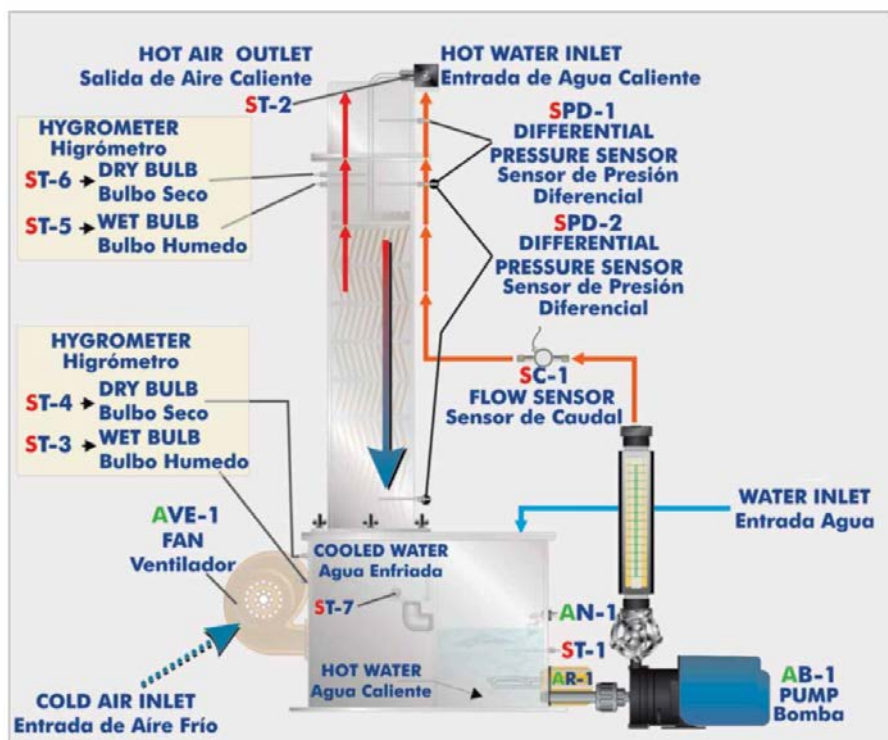 HOT AIR OUTLET
Salida de Aire Caliente
ST-2
HOT WATER INLET
Entrada de Agua Caliente
HYGROMETER
Higrómetro
ST-6
DRY BULB
Bulbo Seco
ST-5
WET BULB
Bulbo Humedo
SPD-1
DIFFERENTIAL
PRESSURE SENSOR
Sensor de Presión
Diferencial
SPD-2
DIFFERENTIAL
PRESSURE SENSOR
Sensor de Presión
Diferencial
HYGROMETER
Higrómetro
ST-4
DRY BULB
Bulbo Seco
ST-3
WET BULB
Bulbo Humedo
SC-1
FLOW SENSOR
Sensor de Caudal
AVE-1
FAN
Ventilador
COOLED WATER
Agua Enfriada
ST-7
WATER INLET
Entrada Agua
AN-1
ST-1
AR-1
HOT WATER
Agua Caliente
AB-1
PUMP
Bomba
COLD AIR INLET
Entrada de Aíre Frío